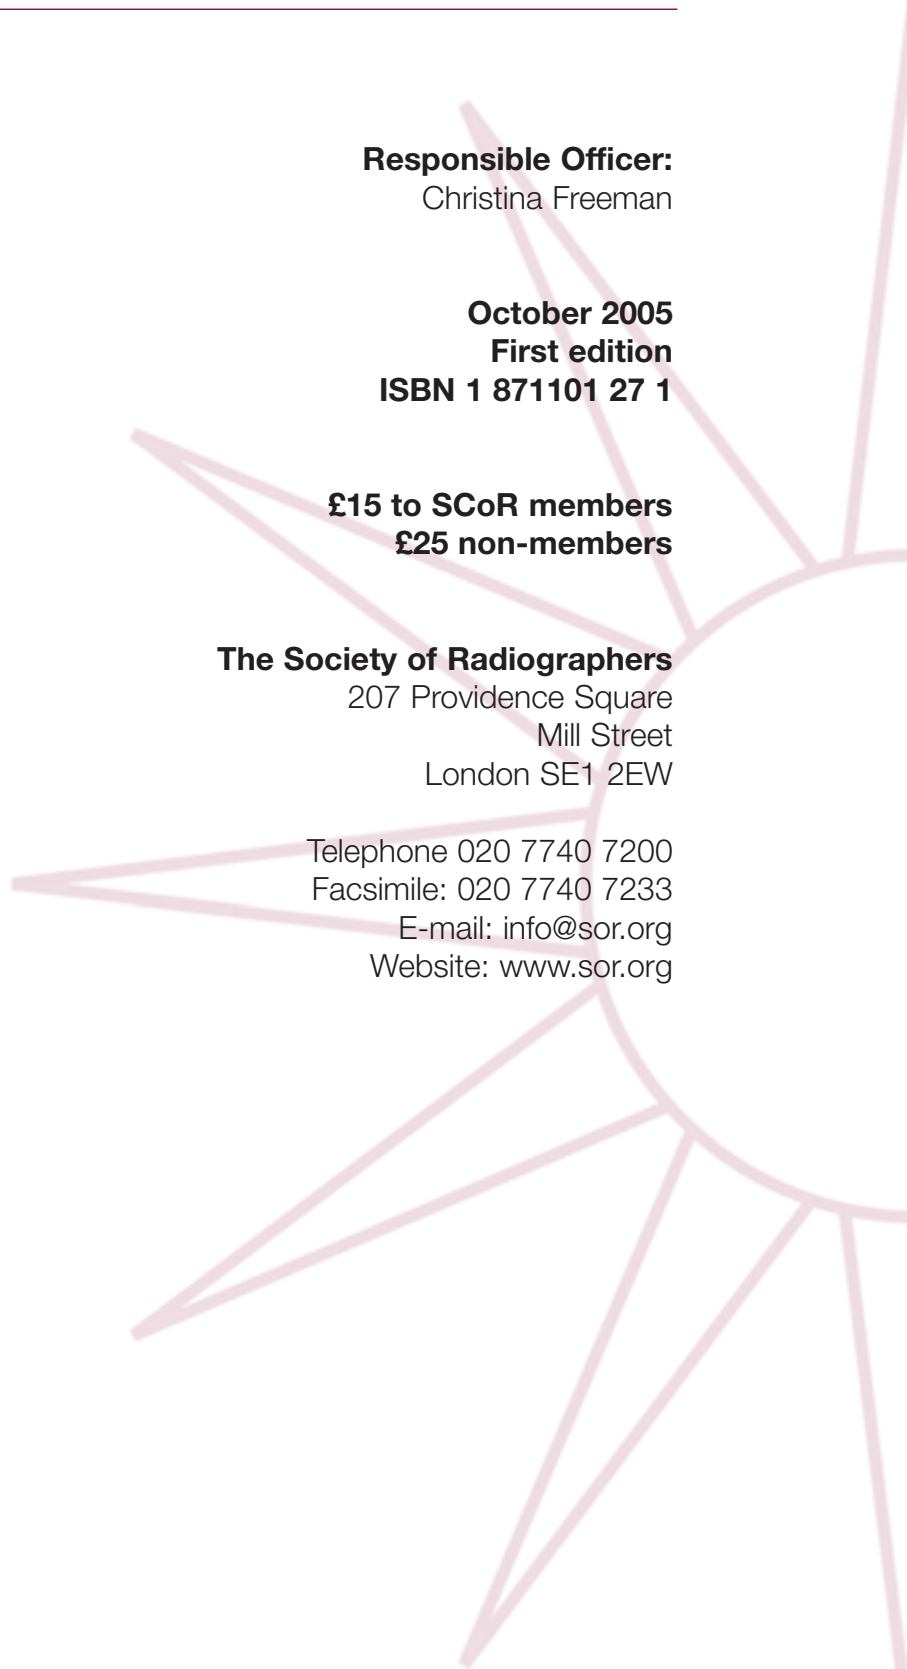 Responsible Officer:
Christina Freeman
October 2005
First edition
ISBN 1 871101 27 1
£15 to SCoR members
£25 non-members
The Society of Radiographers
207 Providence Square
Mill Street
London SE1 2EW
Telephone 020 7740 7200
Facsimile: 020 7740 7233
E-mail: info@sor.org
Website: www.sor.org